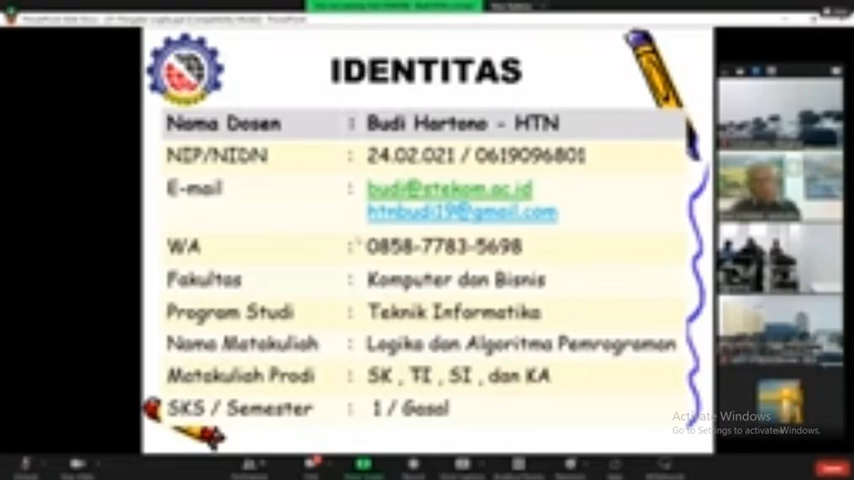 IDENTITAS
Nama Dosen : Budi Hartono - HTN
NIP/NIDN : 24.02.021 / 0619096801
E-mail : budi@stekom.ac.id
htnbudi19@gmail.com
WA : 0858-7783-5698
Fakultas : Komputer dan Bisnis
Program Studi : Teknik Informatika
Nama Matakuliah : Logika dan Algoritma Pemrograman
Matakuliah Prodi : SK , TI , SI , dan KA
SKS / Semester : 1 / Gasal
Activate Windows
Go to Settings to activate Windows.